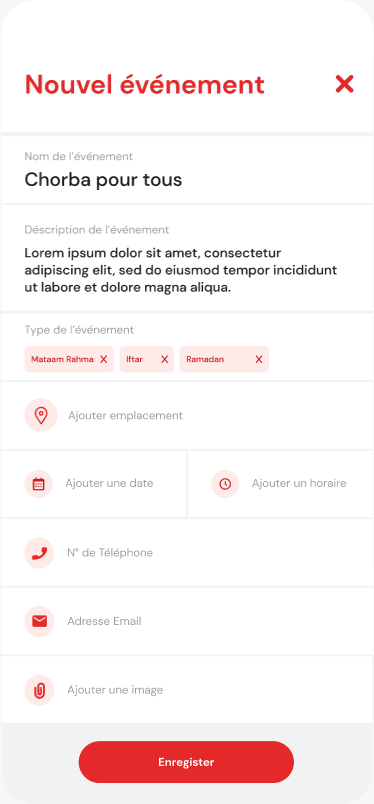 Nouvel événement
Nom de l'événement
Chorba pour tous
Déscription de l'événement
Lorem ipsum dolor sit amet, consectetur
adipiscing elit, sed do eiusmod tempor incididunt
ut labore et dolore magna aliqua.
Type de l'événement
Mataam Rahma
Iftar
Ramadan
Ajouter emplacement
Ajouter une date
Ajouter un horaire
N° de Téléphone
Adresse Email
Ajouter une image
Enregister